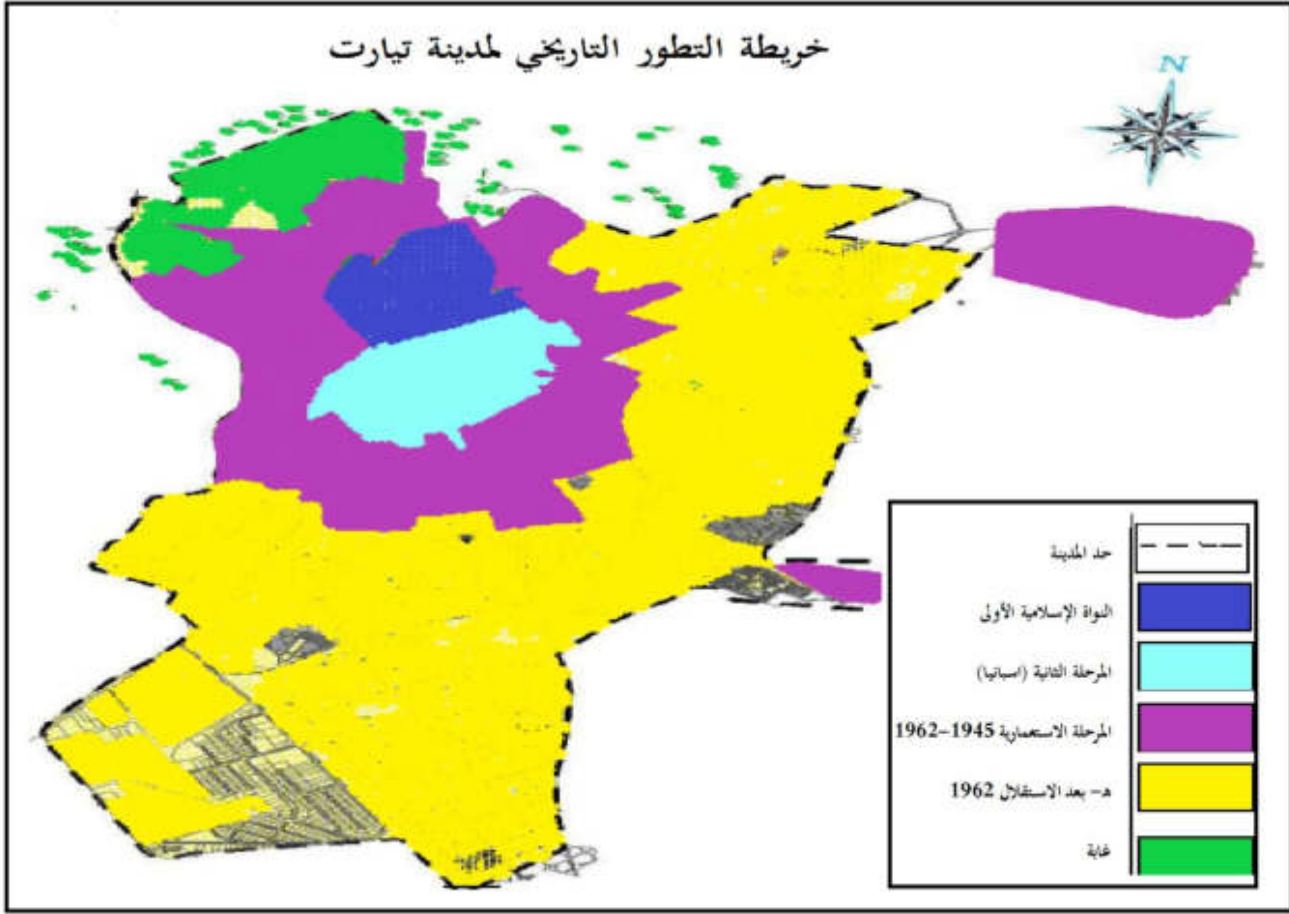 خريطة التطور التاريخي لمدينة تيارت
N
حد المدينة
النواة الإسلامية الأولى
المرحلة الثانية (اسبانيا)
المرحلة الاستعمارية 1945–1962
هـ- بعد الاستقلال 1962
غابة